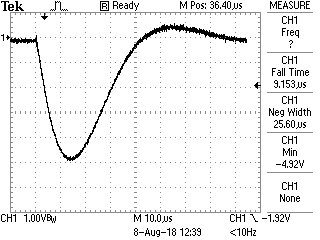 Tek R Ready M Pos: 36.40µs MEASURE
CH1
Freq
?
CH1
Fall Time
9.153µs
CH1
Neg Width
25.60µs
CH1
Min
-4.92V
CH1
None
1
CH1 1.00VBw M 10.0µs CH1 -1.92V
8-Aug-18 12:39 <10Hz